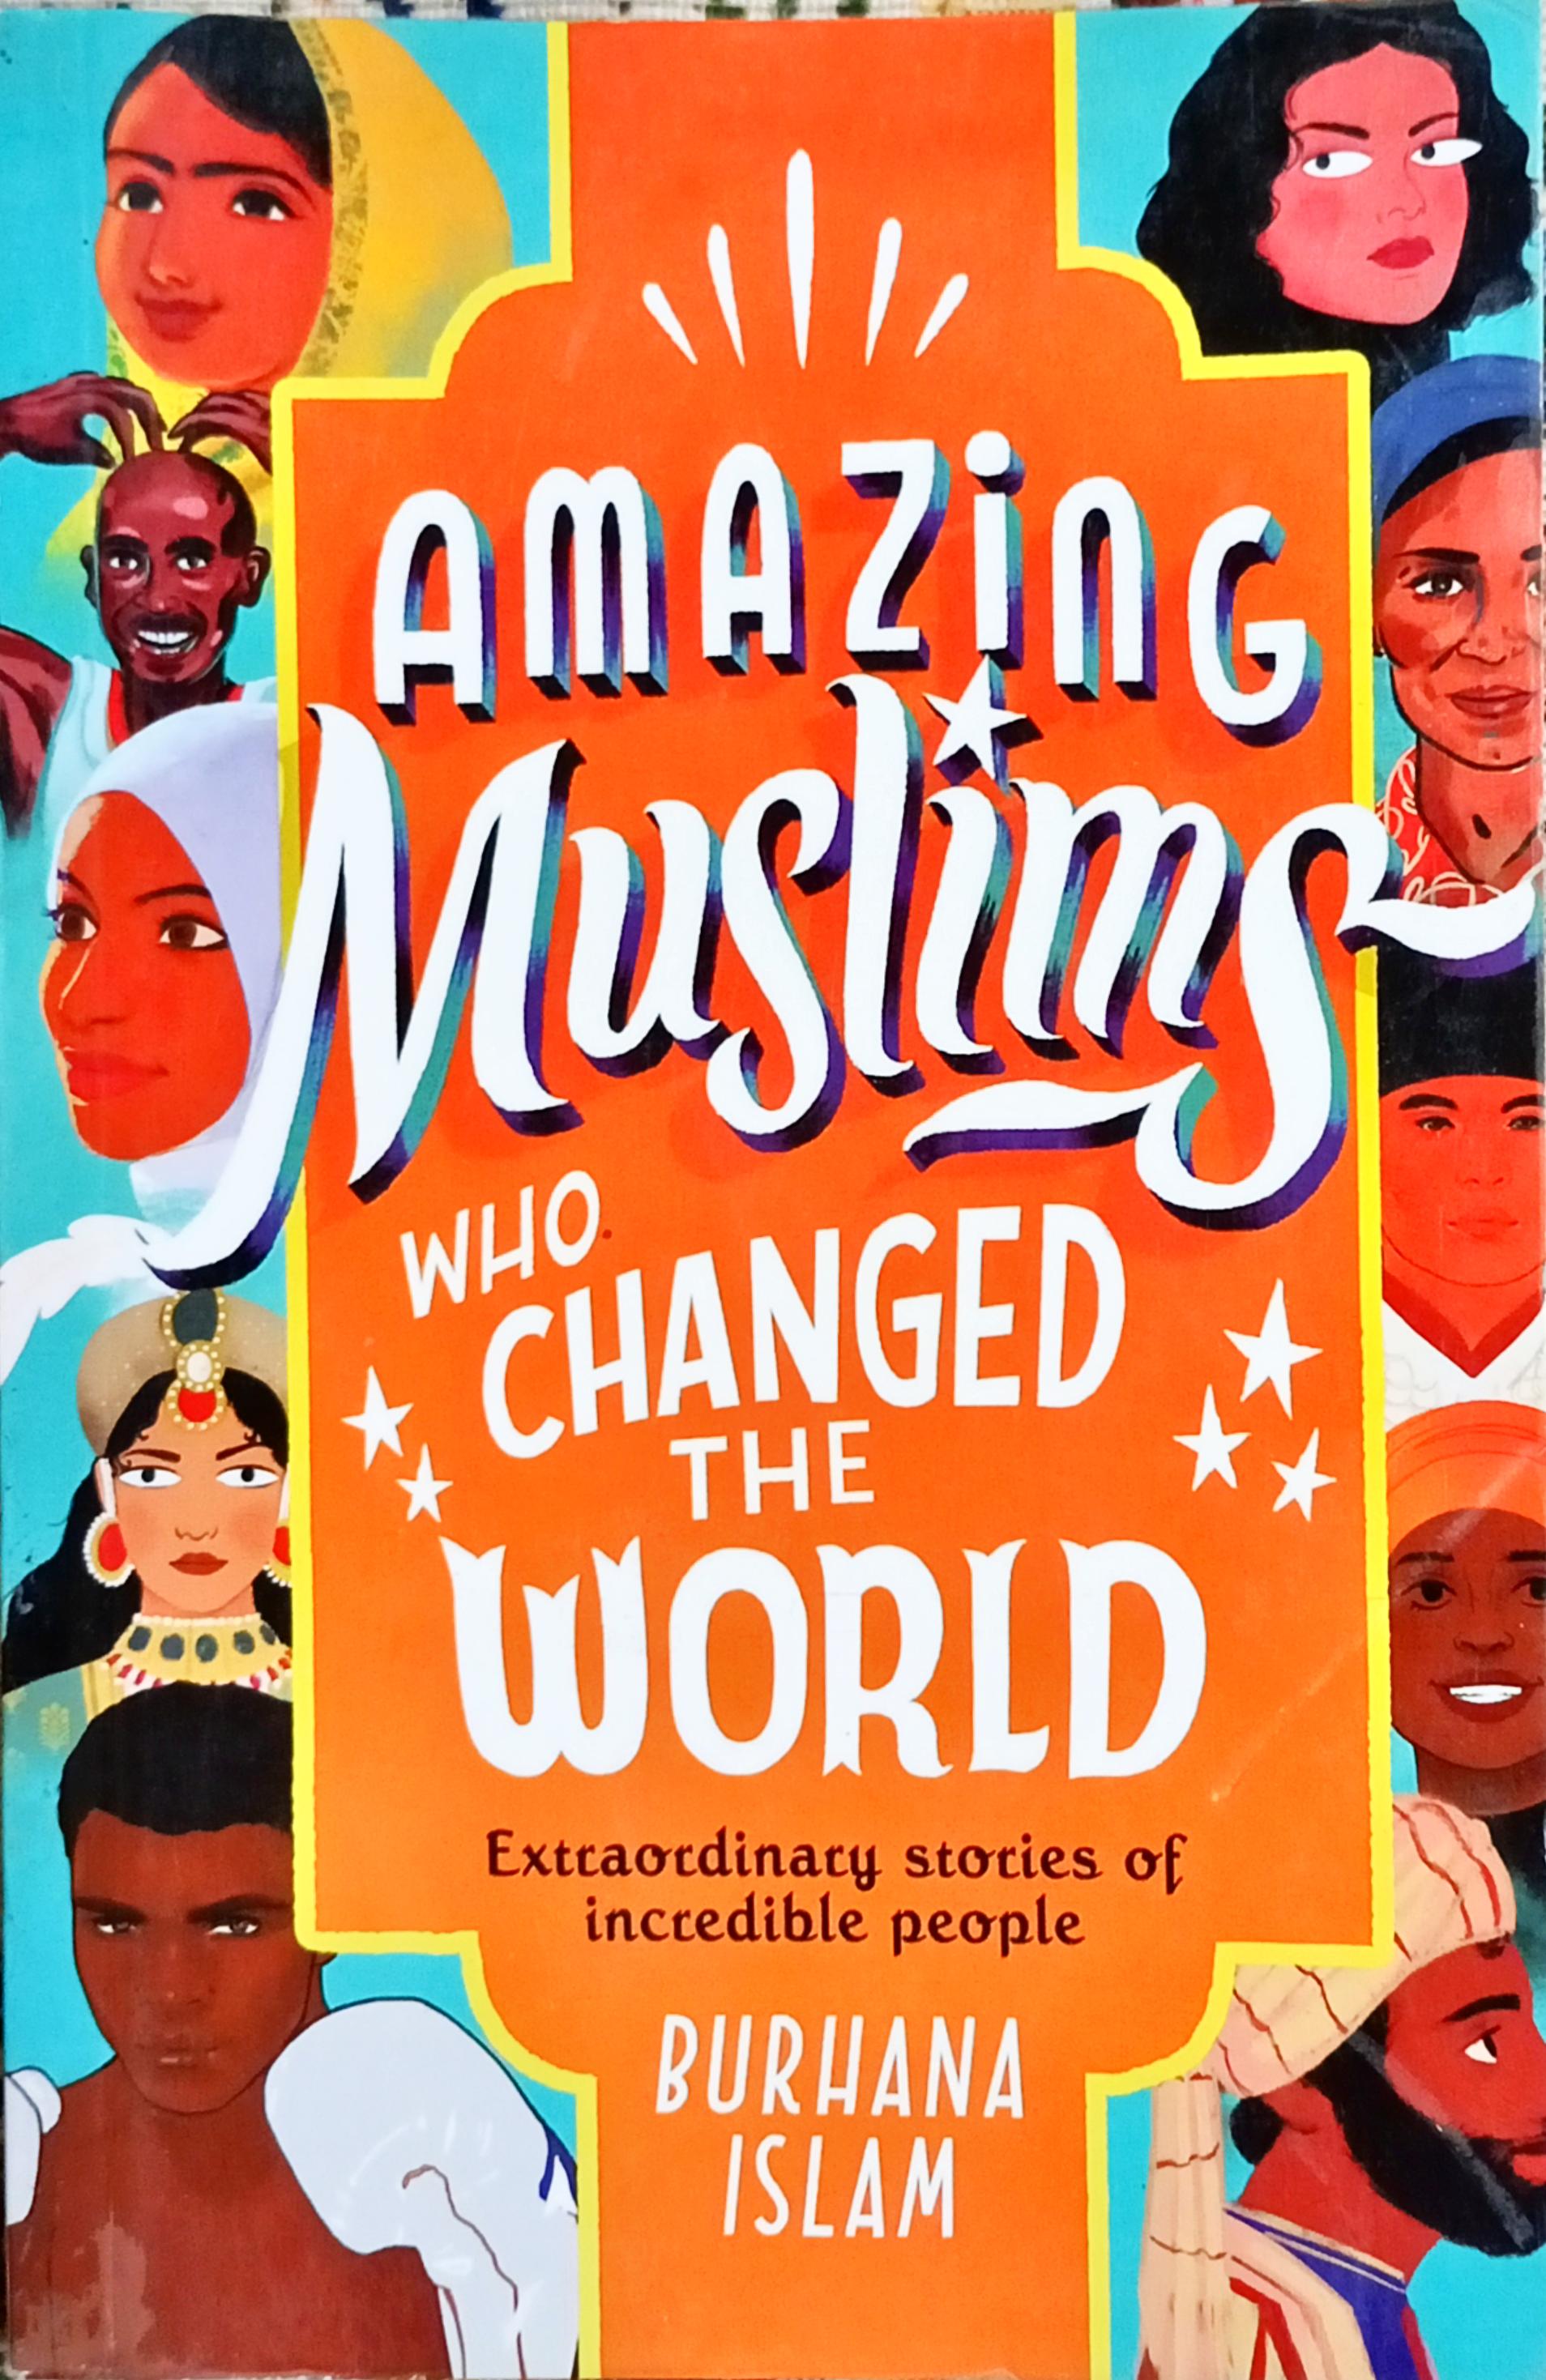 AMAZiNG
Muslims
WHO
CHANGED
THE
WORLD
Extraordinary stories of
incredible people
BURHANA
ISLAM